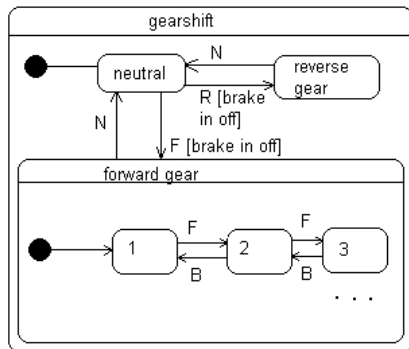 gearshift
N
neutral
reverse
gear
R [brake
in off]
N
F [brake in off]
forward gear
F
F
1
2
3
B
B
. . .